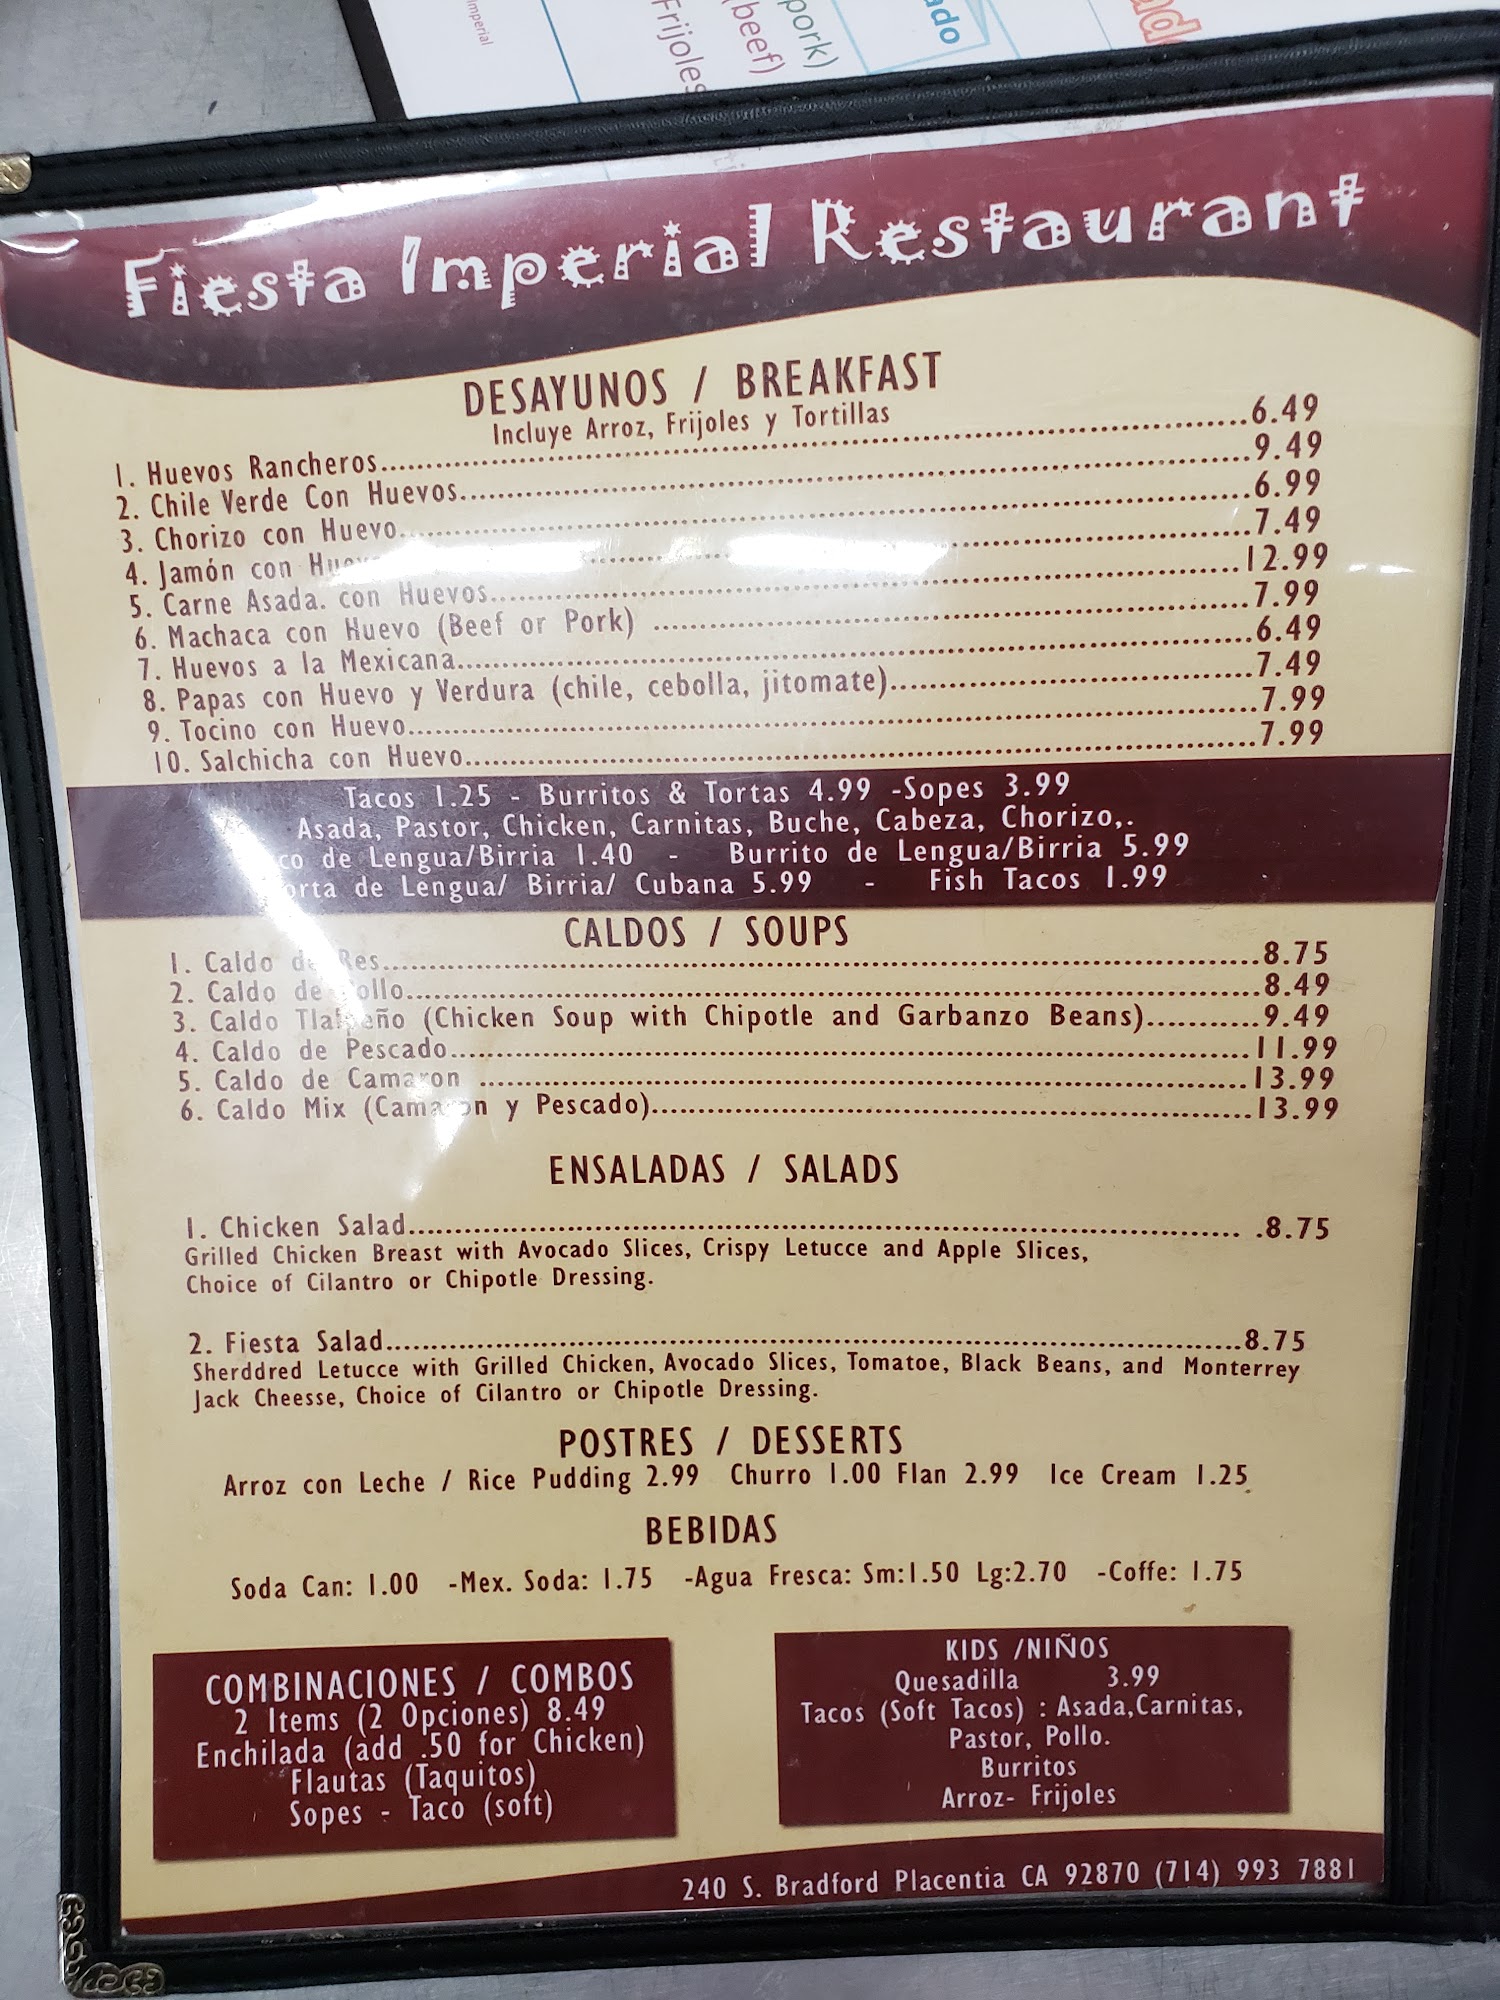 Imperial
Frijoles
(beef)
pork)
ado
ad
Fiesta Imperial Restaurant
DESAYUNOS / BREAKFAST
Incluye Arroz, Frijoles y Tortillas
1. Huevos Rancheros........6.49
2. Chile Verde Con Huevos........9.49
3. Chorizo con Huevo........6.99
4. Jamón con ........7.49
5. Carne Asada. con Huevos........12.99
6. Machaca con Huevo (Beef or Pork) ........7.99
7. Huevos a la Mexicana........6.49
8. Papas con Huevo y Verdura (chile, cebolla, jitomate)........7.49
9. Tocino con Huevo........7.99
10. Salchicha con Huevo........7.99
Tacos 1.25 - Burritos & Tortas 4.99 -Sopes 3.99
Asada, Pastor, Chicken, Carnitas, Buche, Cabeza, Chorizo,.
co de Lengua/Birria 1.40 - Burrito de Lengua/Birria 5.99
orta de Lengua/ Birria/ Cubana 5.99 - Fish Tacos 1.99
CALDOS / SOUPS
1. Caldo de Res........8.75
2. Caldo de Pollo........8.49
3. Caldo Tlalpeño (Chicken Soup with Chipotle and Garbanzo Beans)........9.49
4. Caldo de Pescado........11.99
5. Caldo de Camaron ........13.99
6. Caldo Mix (Camaron y Pescado)........13.99
ENSALADAS / SALADS
1. Chicken Salad........ .8.75
Grilled Chicken Breast with Avocado Slices, Crispy Letucce and Apple Slices,
Choice of Cilantro or Chipotle Dressing.
2. Fiesta Salad........8.75
Sherddred Letucce with Grilled Chicken, Avocado Slices, Tomatoe, Black Beans, and Monterrey
Jack Cheesse, Choice of Cilantro or Chipotle Dressing.
POSTRES / DESSERTS
Arroz con Leche / Rice Pudding 2.99 Churro 1.00 Flan 2.99 Ice Cream 1.25
BEBIDAS
Soda Can: 1.00 -Mex. Soda: 1.75 -Agua Fresca: Sm:1.50 Lg:2.70 -Coffe: 1.75
COMBINACIONES / COMBOS
2 Items (2 Opciones) 8.49
Enchilada (add .50 for Chicken)
Flautas (Taquitos)
Sopes - Taco (soft)
KIDS /NIÑOS
Quesadilla 3.99
Tacos (Soft Tacos) : Asada,Carnitas,
Pastor, Pollo.
Burritos
Arroz- Frijoles
240 S. Bradford Placentia CA 92870 (714) 993 7881